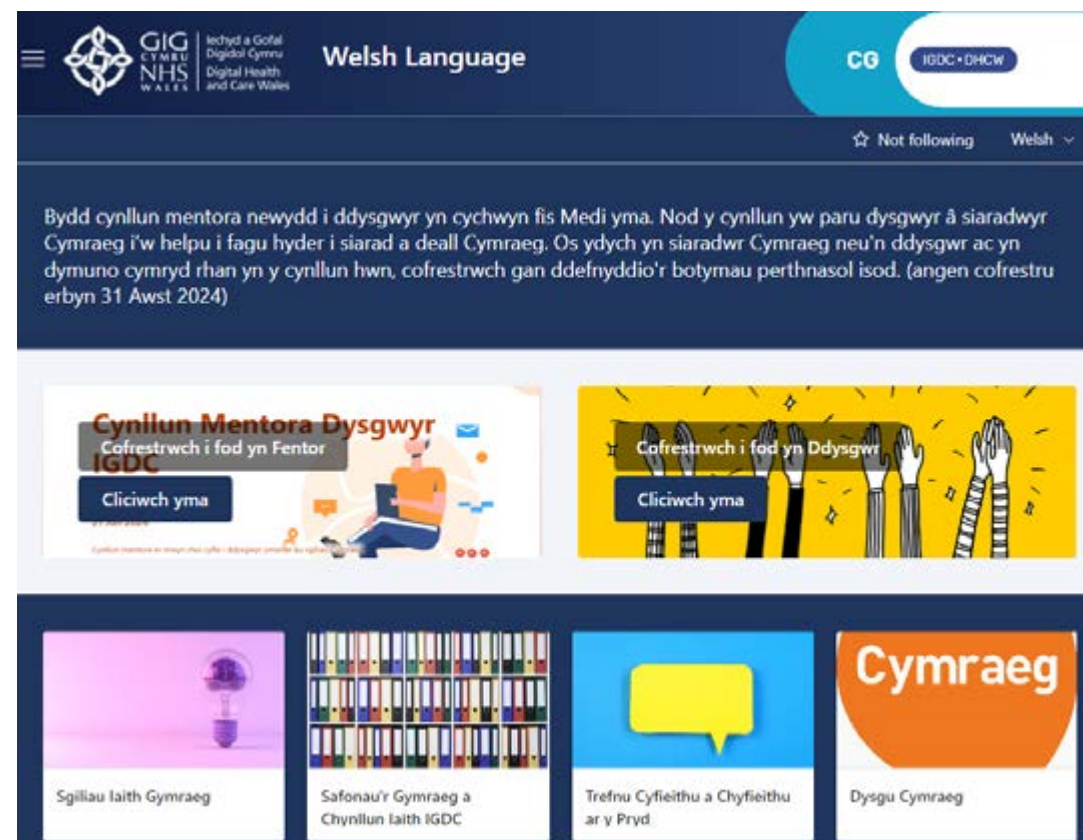 GIG
CYMRU
NHS
WALES
Iechyd a Gofal
Digidol Cymru
Digital Health
and Care Wales
Welsh Language
CG
IGDC•DHCW
Not following
Welsh
Bydd cynllun mentora newydd i ddysgwyr yn cychwyn fis Medi yma. Nod y cynllun yw paru dysgwyr â siaradwyr
Cymraeg i'w helpu i fagu hyder i siarad a deall Cymraeg. Os ydych yn siaradwr Cymraeg neu'n ddysgwr ac yn
dymuno cymryd rhan yn y cynllun hwn, cofrestrwch gan ddefnyddio'r botymau perthnasol isod. (angen cofrestru
erbyn 31 Awst 2024)
Cynllun Mentora Dysgwyr
IGDC
Cofrestrwch i fod yn Fentor
Cliciwch yma
Cofrestrwch i fod yn Ddysgwr
Cliciwch yma
Cymraeg
Sgiliau Iaith Gymraeg
Safonau'r Gymraeg a
Chynllun Iaith IGDC
Trefnu Cyfieithu a Chyfieithu
ar y Pryd
Dysgu Cymraeg